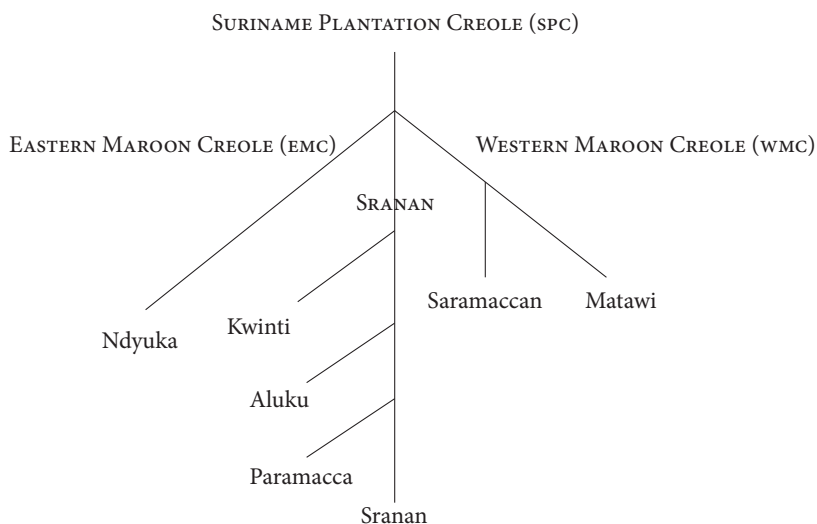 SURINAME PLANTATION CREOLE (SPC)
EASTERN MAROON CREOLE (EMC)
WESTERN MAROON CREOLE (WMC)
SRANAN
Saramaccan
Matawi
Ndyuka
Kwinti
Aluku
Paramacca
Sranan